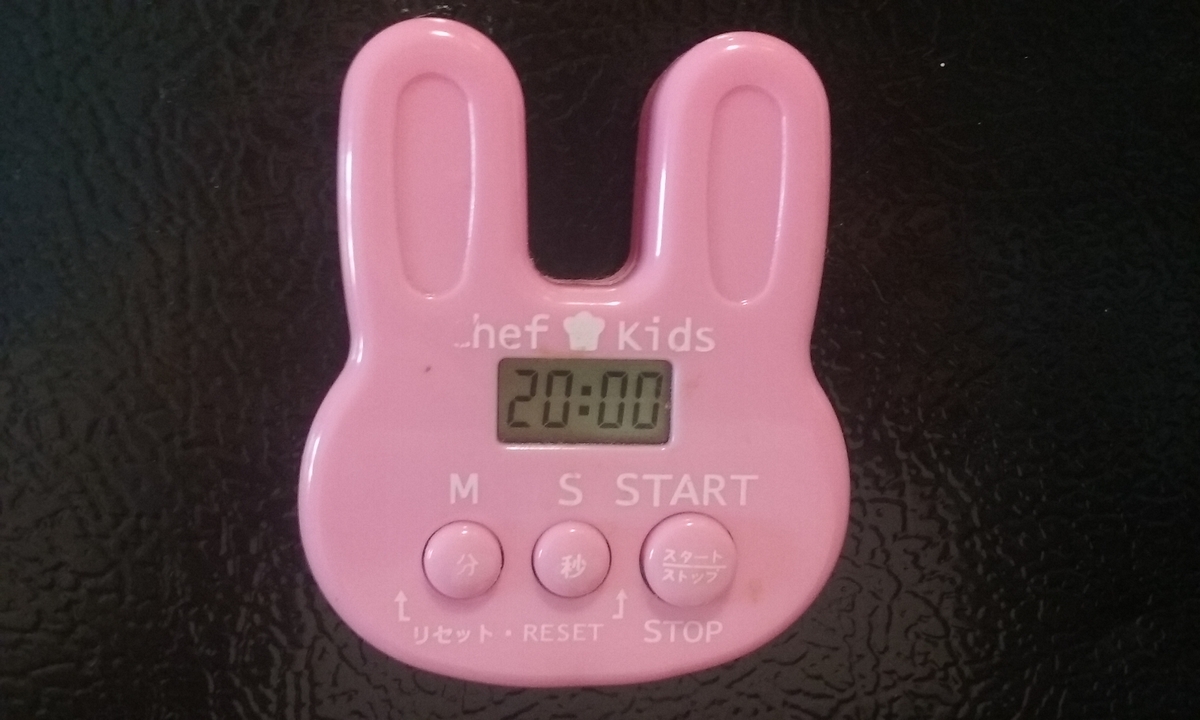 hef Kids
20:00
M S START
分 秒 スタート
ストップ
リセット・RESET STOP